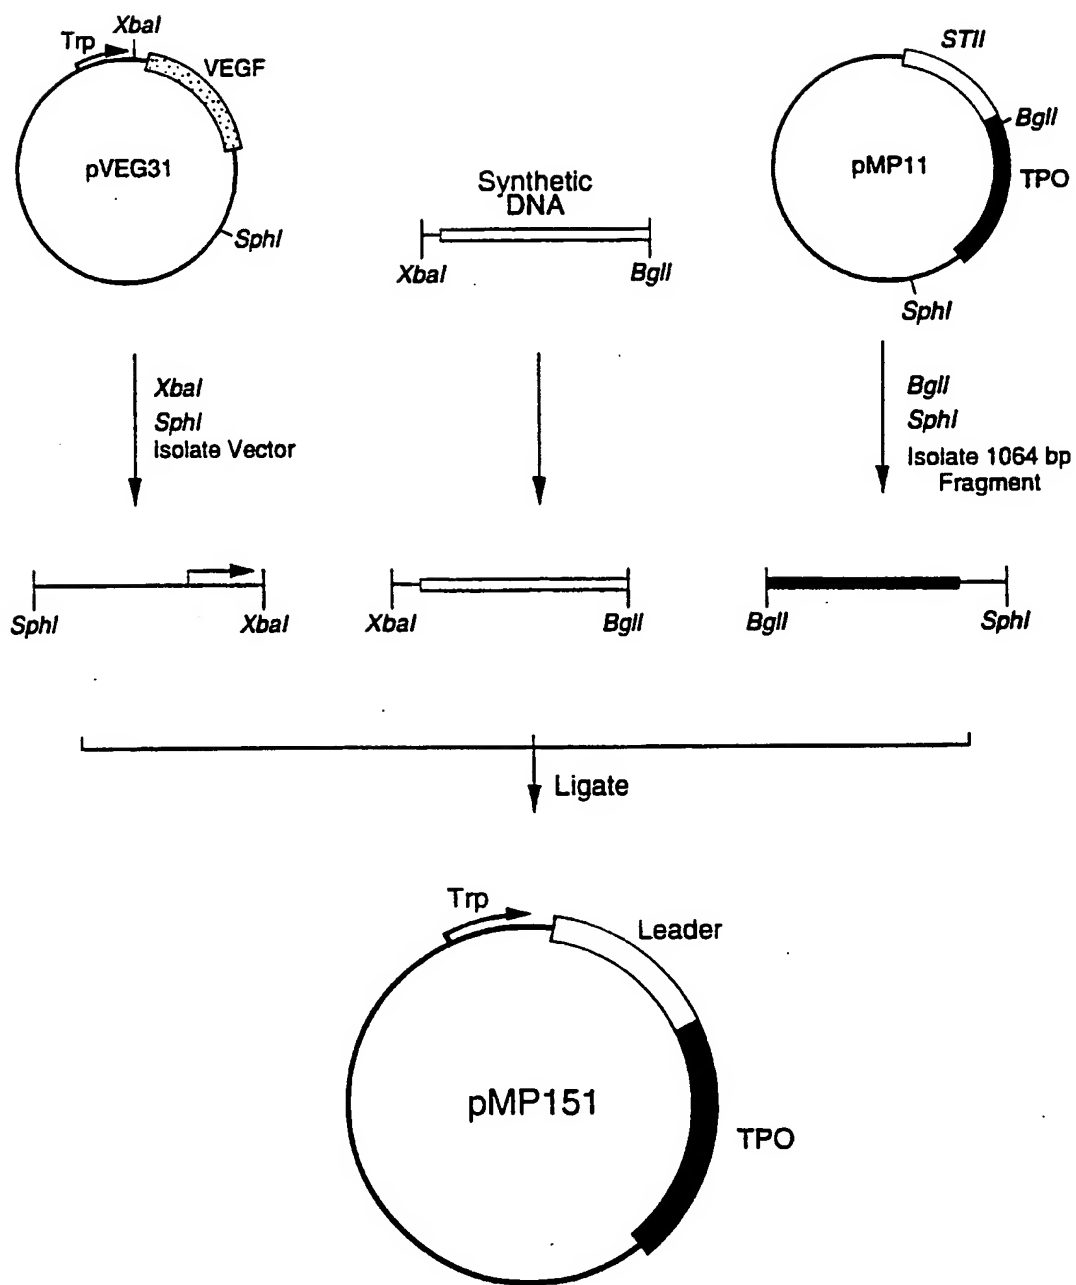 XbaI
Trp
VEGF
pVEG31
SphI
Synthetic
DNA
XbaI
BglI
STII
BglI
pMP11
TPO
SphI
XbaI
SphI
Isolate Vector
BglI
SphI
Isolate 1064 bp
Fragment
SphI
XbaI
XbaI
BglI
BglI
SphI
Ligate
Trp
Leader
pMP151
TPO